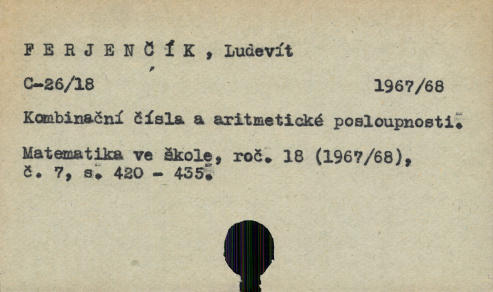 F E R J E N Č Í K , Ludevít
C-26/18 1967/68
Kombinační čísla a aritmetické posloupnosti.
Matematika ve škole, roč. 18 (1967/68),
č. 7, s. 420 - 435.